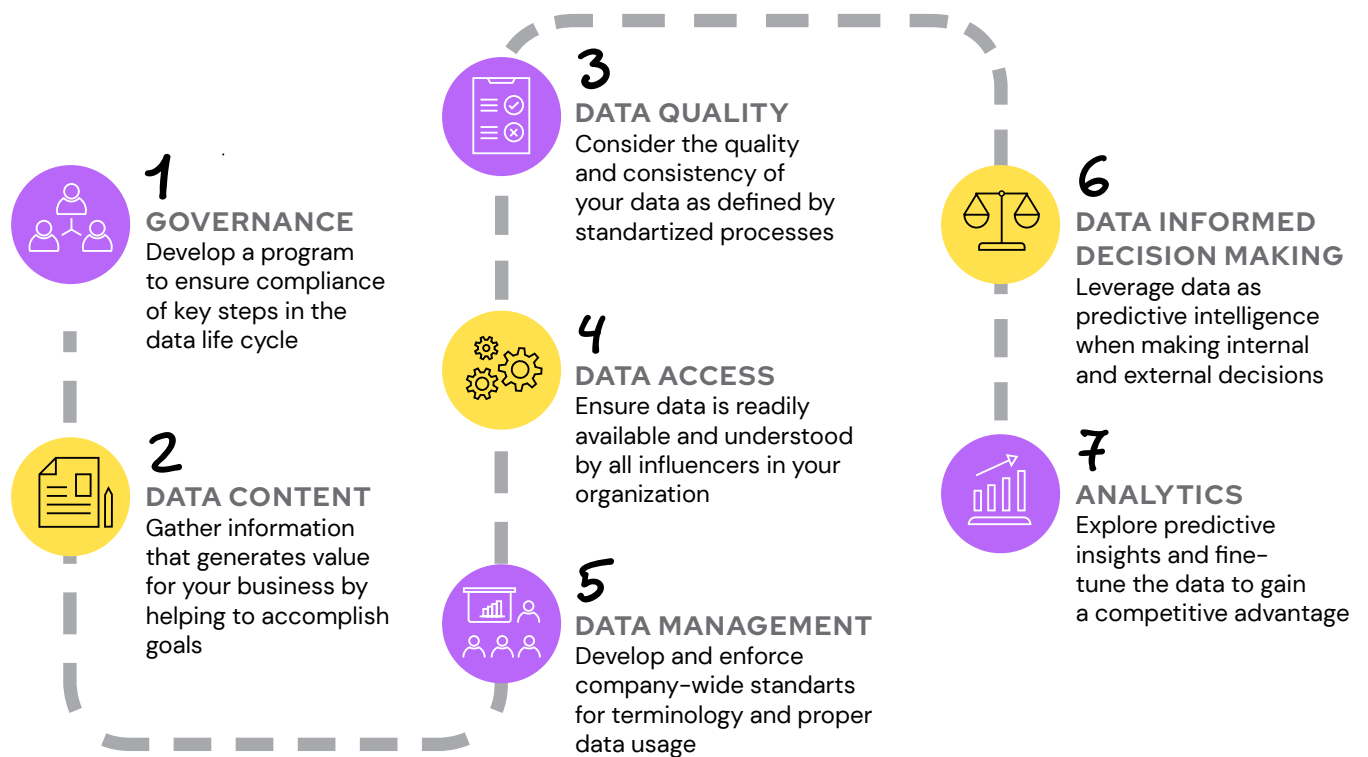 1
GOVERNANCE
Develop a program
to ensure compliance
of key steps in the
data life cycle
2
DATA CONTENT
Gather information
that generates value
for your business by
helping to accomplish
goals
3
DATA QUALITY
Consider the quality
and consistency of
your data as defined by
standartized processes
4
DATA ACCESS
Ensure data is readily
available and understood
by all influencers in your
organization
5
DATA MANAGEMENT
Develop and enforce
company-wide standarts
for terminology and proper
data usage
6
DATA INFORMED
DECISION MAKING
Leverage data as
predictive intelligence
when making internal
and external decisions
7
ANALYTICS
Explore predictive
insights and fine-
tune the data to gain
a competitive advantage